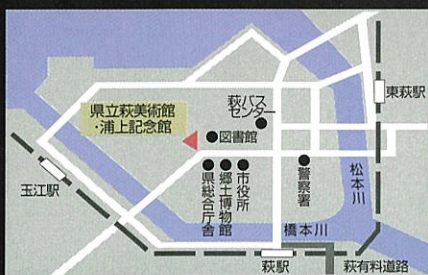 東萩駅
萩バス
センター
県立萩美術館
・浦上記念館
図書館
玉江駅
県総合庁舎
郷土博物館
市役所
警察署
松本川
橋本川
萩駅
萩有料道路